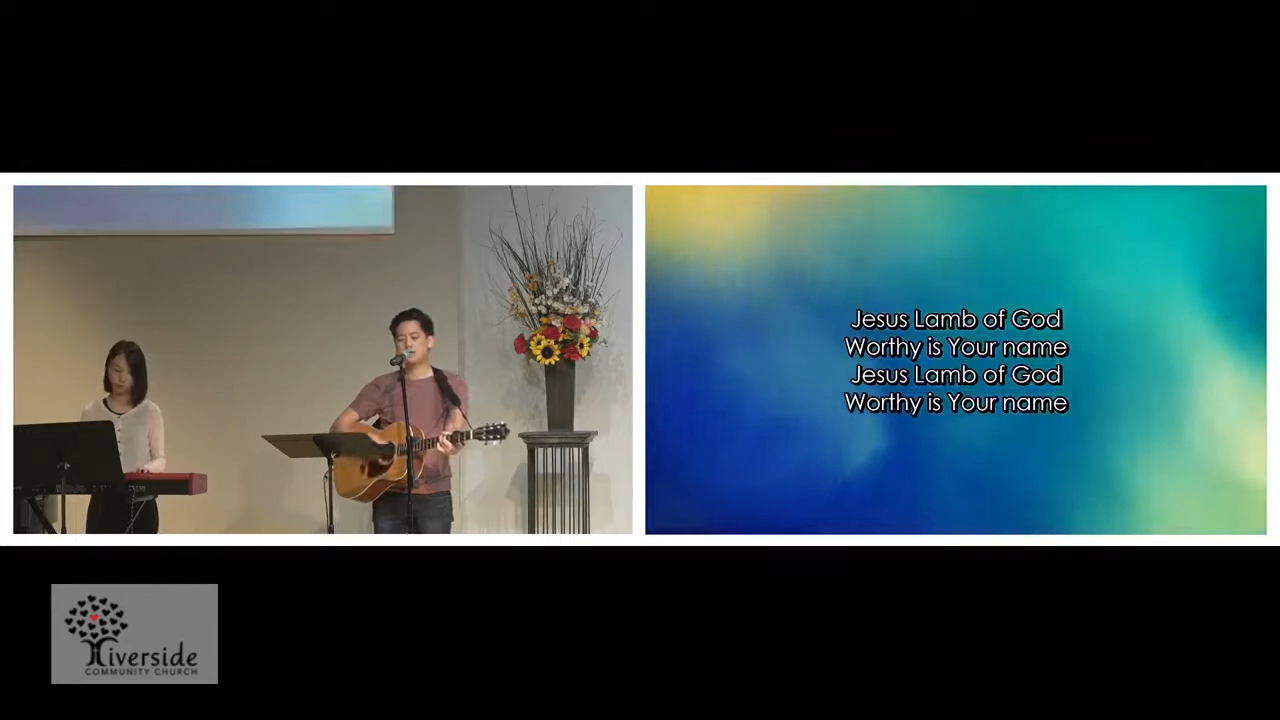 Jesus Lamb of God
Worthy is Your name
Jesus Lamb of God
Worthy is Your name
Riverside
COMMUNITY CHURCH